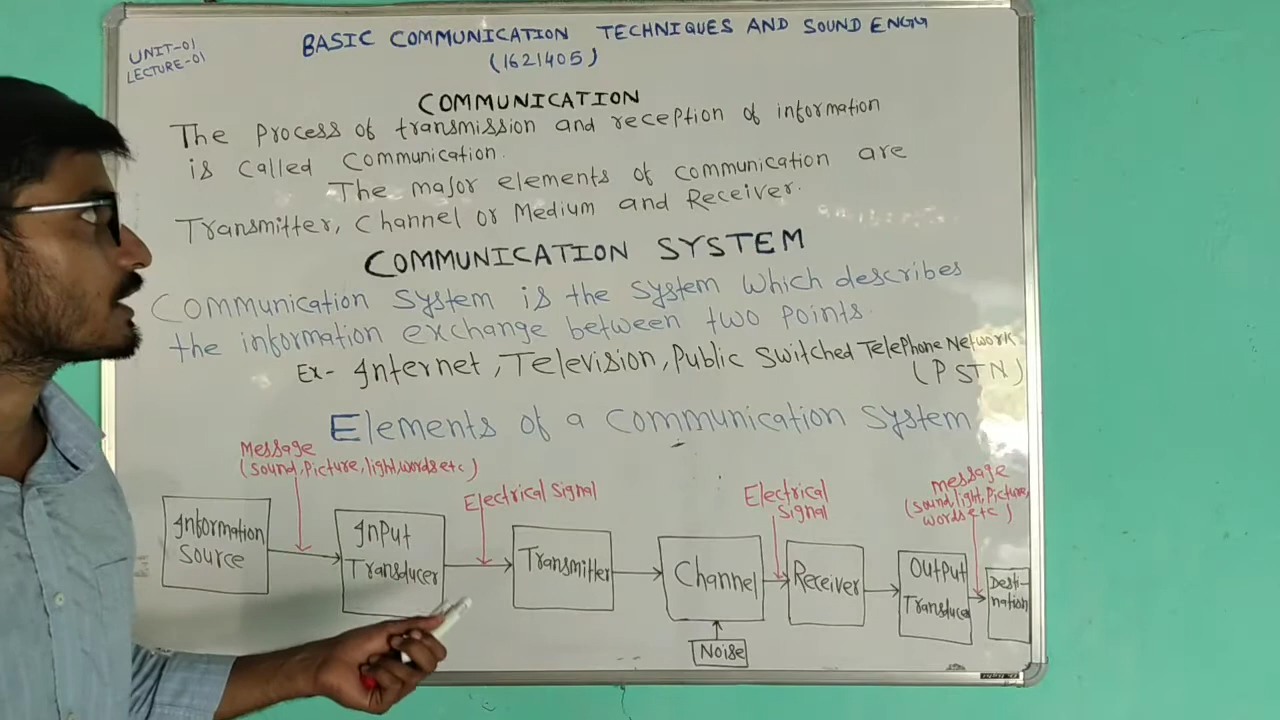 UNIT-01
LECTURE-01
BASIC COMMUNICATION TECHNIQUES AND SOUND ENGG
(1621405)
COMMUNICATION
The process of transmission and reception of information
is called Communication.
The major elements of communication are
Transmitter, Channel or Medium and Receiver.
COMMUNICATION SYSTEM
Communication System is the system which describes
the information exchange between two points.
Ex- Internet, Television, Public Switched Telephone Network
(PSTN)
Elements of a Communication System
Message
(sound, picture, light, words etc)
Electrical Signal
Electrical
Signal
message
(sound, light, picture,
words etc)
Information
Source
Input
Transducer
Transmitter
Channel
Receiver
Output
Transducer
Desti-
nation
Noise